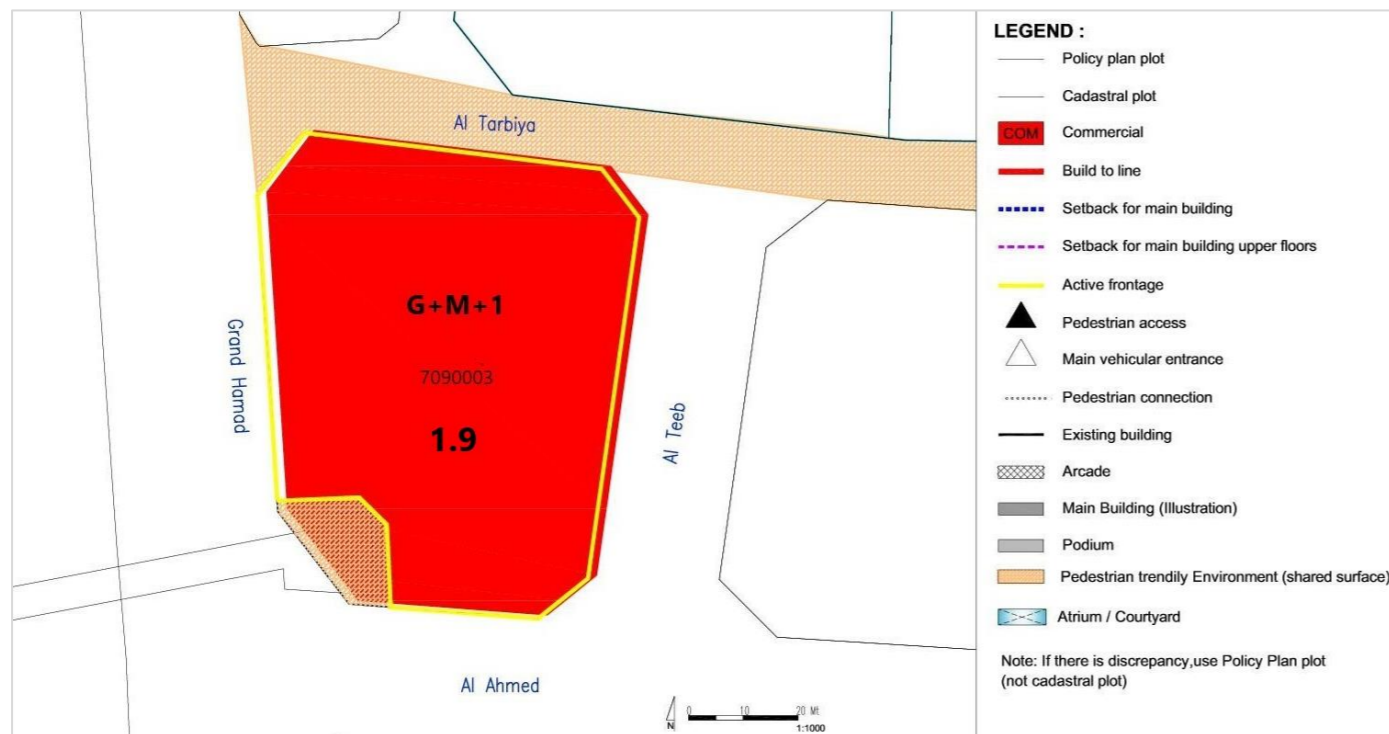 Al Tarbiya
G+M+1
7090003
1.9
Grand Hamad
Al Teeb
Al Ahmed
N
0 10 20 Mt.
1:1000
LEGEND :
Policy plan plot
Cadastral plot
COM Commercial
Build to line
Setback for main building
Setback for main building upper floors
Active frontage
Pedestrian access
Main vehicular entrance
Pedestrian connection
Existing building
Arcade
Main Building (Illustration)
Podium
Pedestrian trendily Environment (shared surface)
Atrium / Courtyard
Note: If there is discrepancy,use Policy Plan plot
(not cadastral plot)